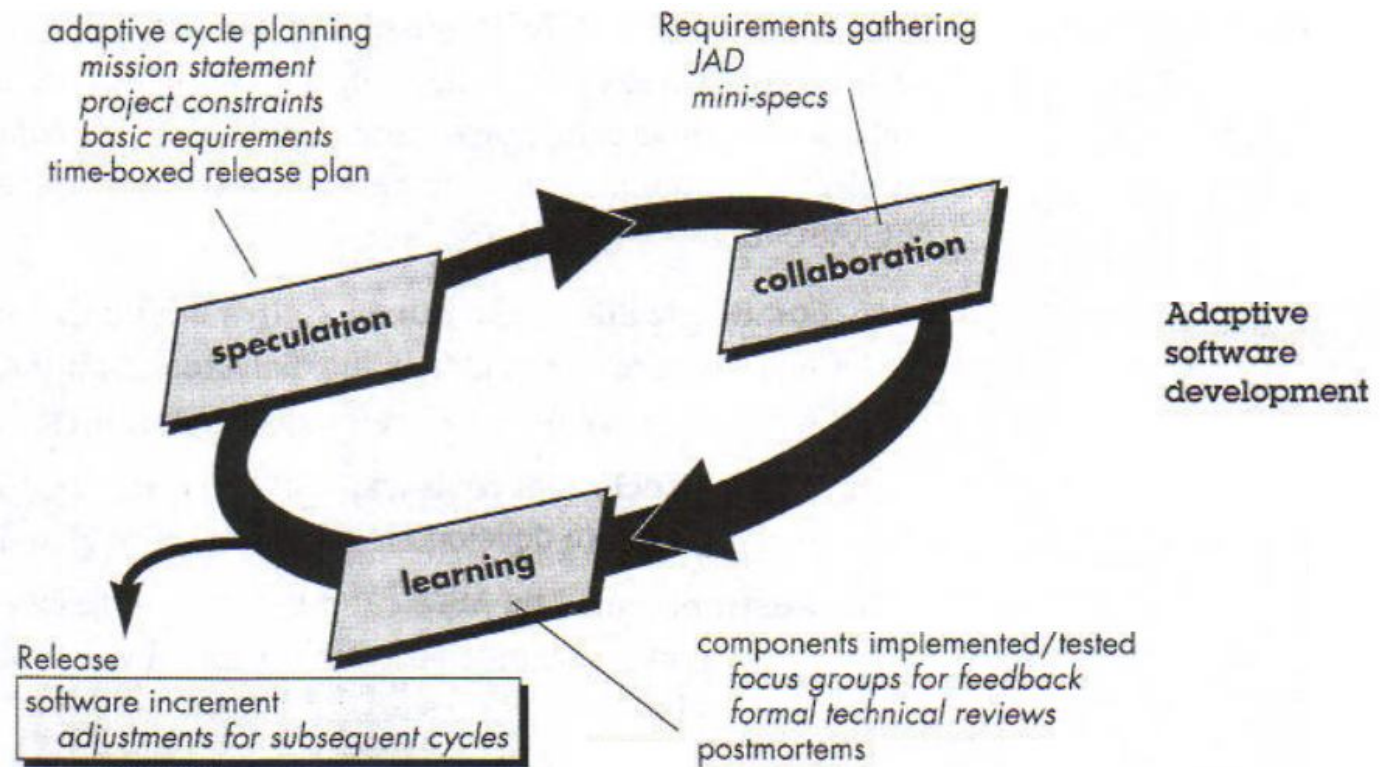 adaptive cycle planning
mission statement
project constraints
basic requirements
time-boxed release plan
Requirements gathering
JAD
mini-specs
speculation
collaboration
Adaptive
software
development
learning
components implemented/tested
focus groups for feedback
formal technical reviews
postmortems
Release
software increment
adjustments for subsequent cycles